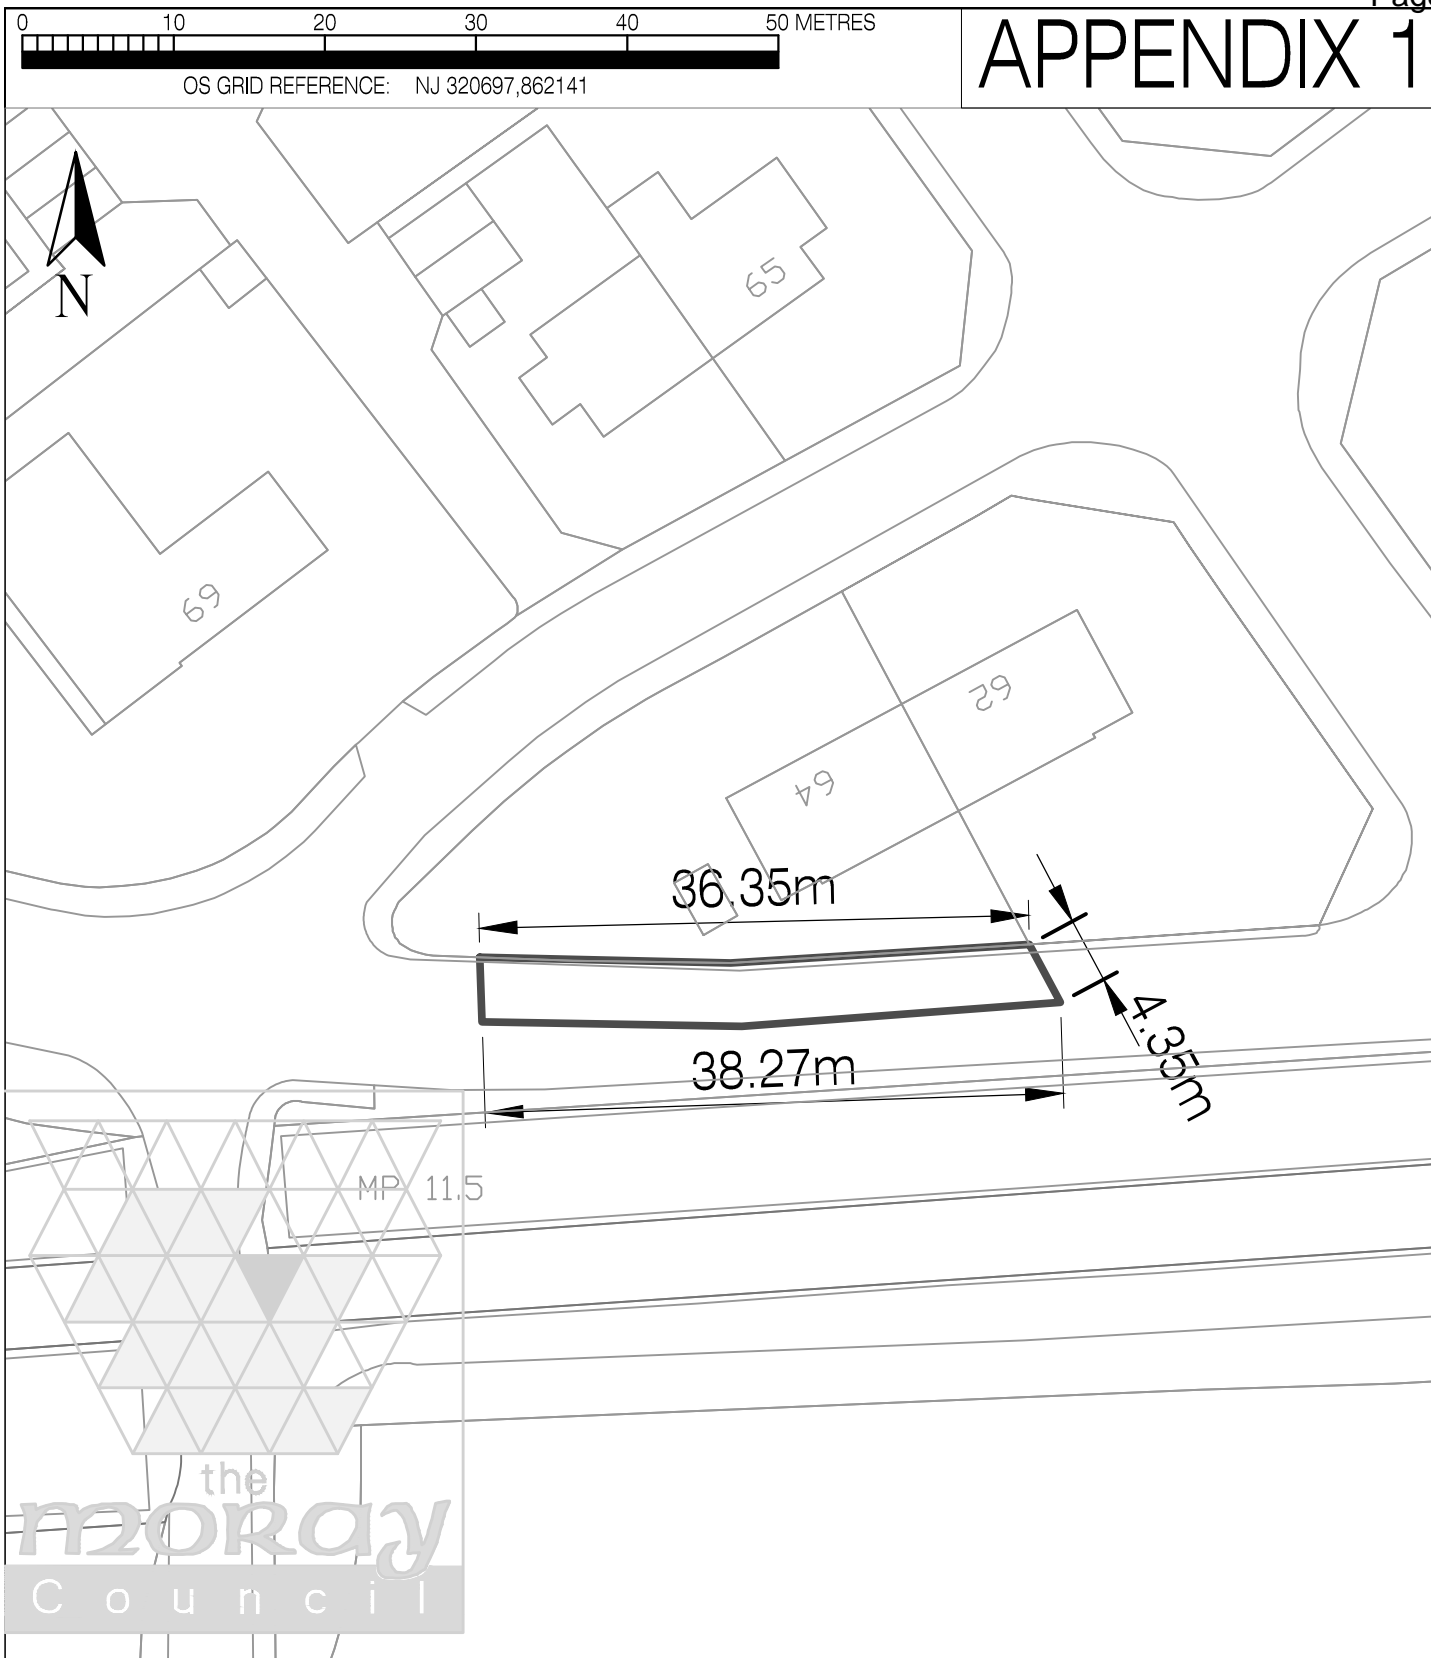 0 10 20 30 40 50 METRES
OS GRID REFERENCE: NJ 320697,862141
APPENDIX 1
N
65
69
62
64
36.35m
4.35m
38.27m
MP 11.5
the
moray
Council